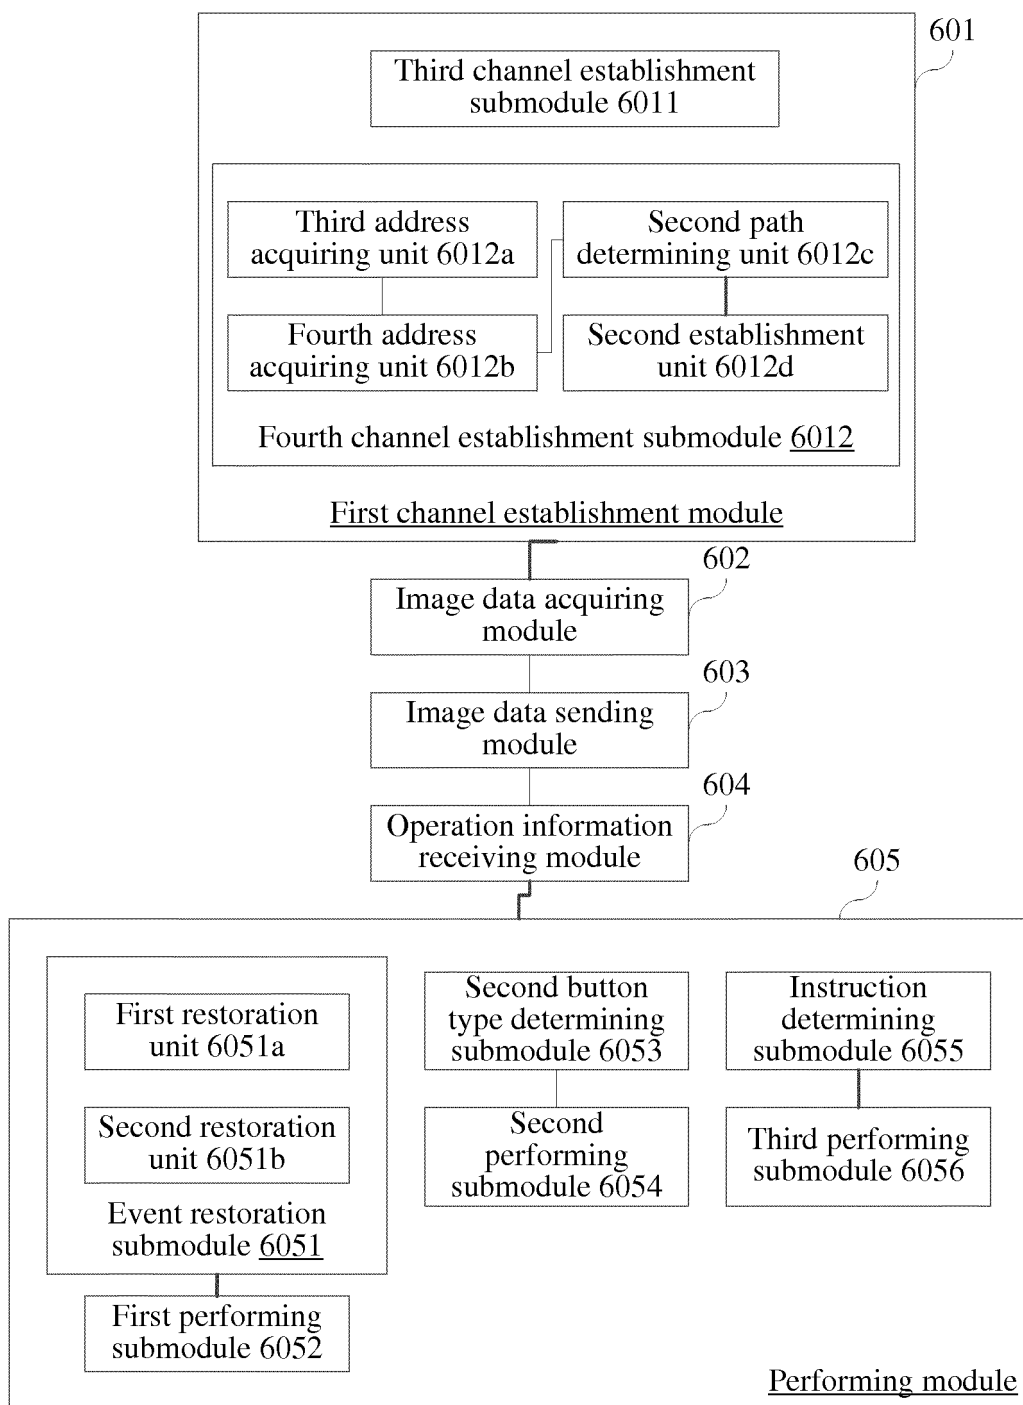 601
Third channel establishment
submodule 6011
Third address
acquiring unit 6012a
Second path
determining unit 6012c
Fourth address
acquiring unit 6012b
Second establishment
unit 6012d
Fourth channel establishment submodule 6012
First channel establishment module
602
Image data acquiring
module
603
Image data sending
module
604
Operation information
receiving module
605
First restoration
unit 6051a
Second restoration
unit 6051b
Event restoration
submodule 6051
First performing
submodule 6052
Second button
type determining
submodule 6053
Second
performing
submodule 6054
Instruction
determining
submodule 6055
Third performing
submodule 6056
Performing module